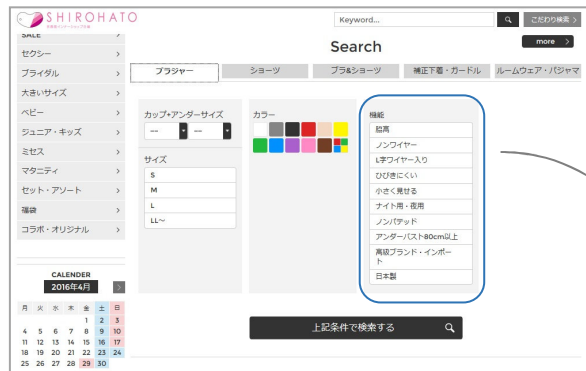 SHIROHATO
Keyword...
こだわり検索 >
SALE >
Search
more >
セクシー >
ブライダル >
大きいサイズ >
ベビー >
ジュニア・キッズ >
ミセス >
マタニティ >
セット・アソート >
福袋 >
コラボ・オリジナル >
ブラジャー
ショーツ
ブラ&ショーツ
補正下着・ガードル
ルームウェア・パジャマ
カップ+アンダーサイズ
-- --
サイズ
S
M
L
LL〜
カラー
機能
脇高
ノンワイヤー
L字ワイヤー入り
ひびきにくい
小さく見せる
ナイト用・夜用
ノンパデッド
アンダーバスト80cm以上
高級ブランド・インポー
ト
日本製
上記条件で検索する
CALENDER
2016年4月 >
月 火 水 木 金 土 日
1 2 3
4 5 6 7 8 9 10
11 12 13 14 15 16 17
18 19 20 21 22 23 24
25 26 27 28 29 30